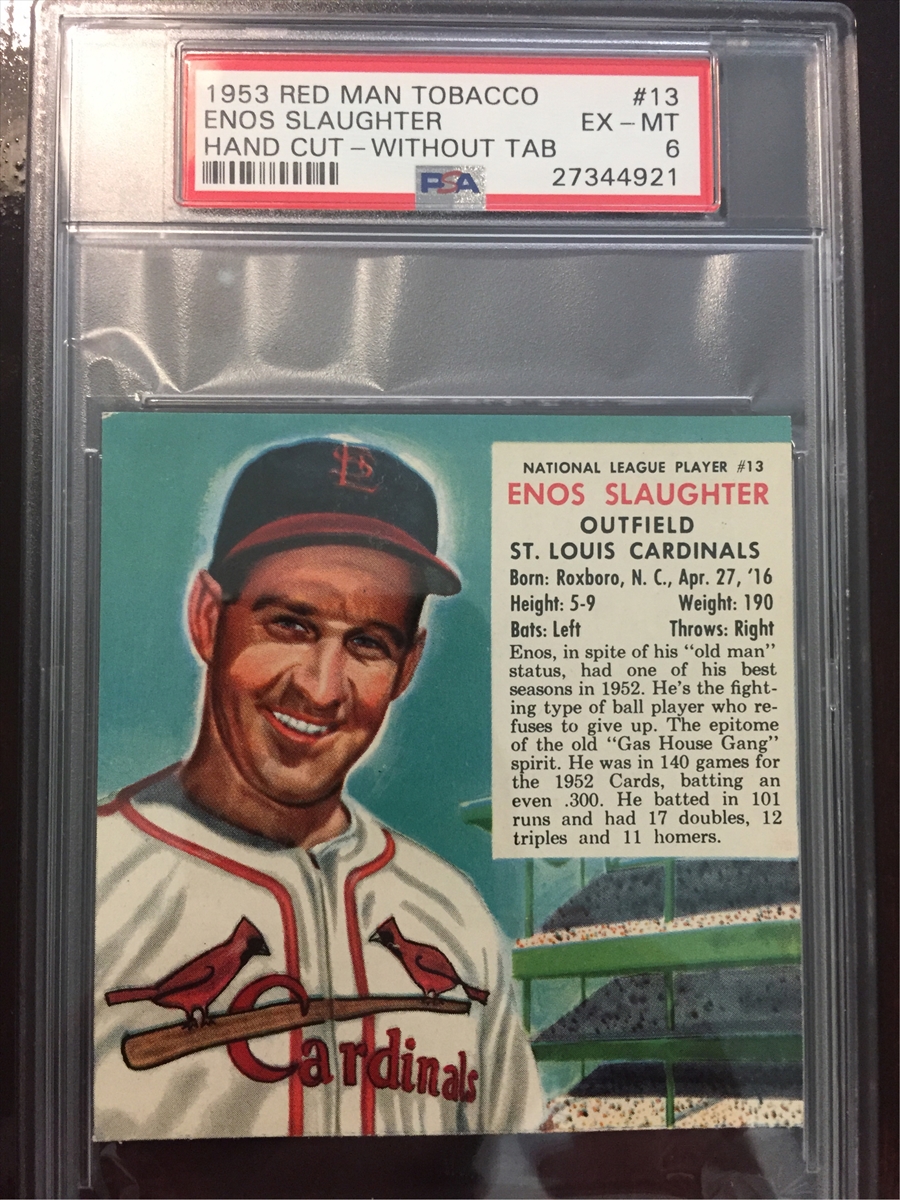 1953 RED MAN TOBACCO #13
ENOS SLAUGHTER EX - MT
HAND CUT - WITHOUT TAB 6
PSA 27344921
StL
NATIONAL LEAGUE PLAYER #13
ENOS SLAUGHTER
OUTFIELD
ST. LOUIS CARDINALS
Born: Roxboro, N. C., Apr. 27, '16
Height: 5-9 Weight: 190
Bats: Left Throws: Right
Enos, in spite of his "old man"
status, had one of his best
seasons in 1952. He's the fight-
ing type of ball player who re-
fuses to give up. The epitome
of the old "Gas House Gang"
spirit. He was in 140 games for
the 1952 Cards, batting an
even .300. He batted in 101
runs and had 17 doubles, 12
triples and 11 homers.
Cardinals